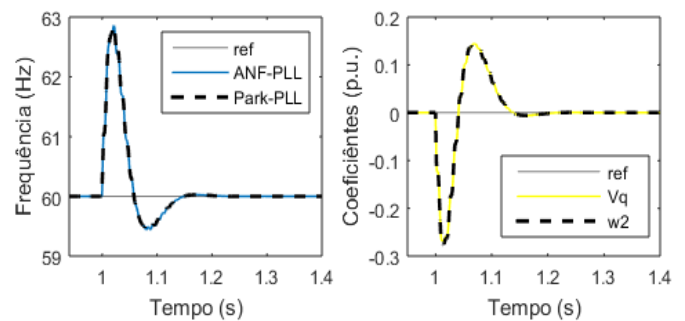 Frequência (Hz)
63
62
61
60
59
1
1.1
1.2
1.3
1.4
Tempo (s)
ref
ANF-PLL
Park-PLL
Coeficiêntes (p.u.)
0.2
0.1
0
-0.1
-0.2
-0.3
1
1.1
1.2
1.3
1.4
Tempo (s)
ref
Vq
w2